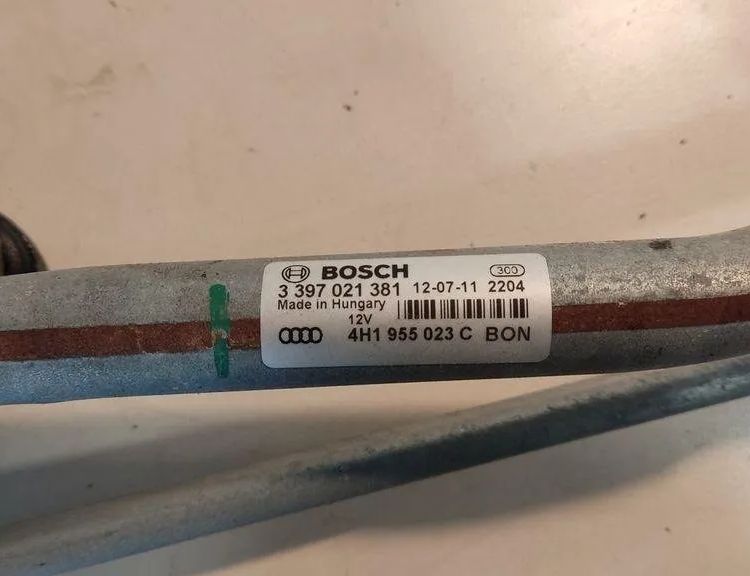 BOSCH 300
3 397 021 381 12-07-11 2204
Made in Hungary
12V
4H1 955 023 C BON